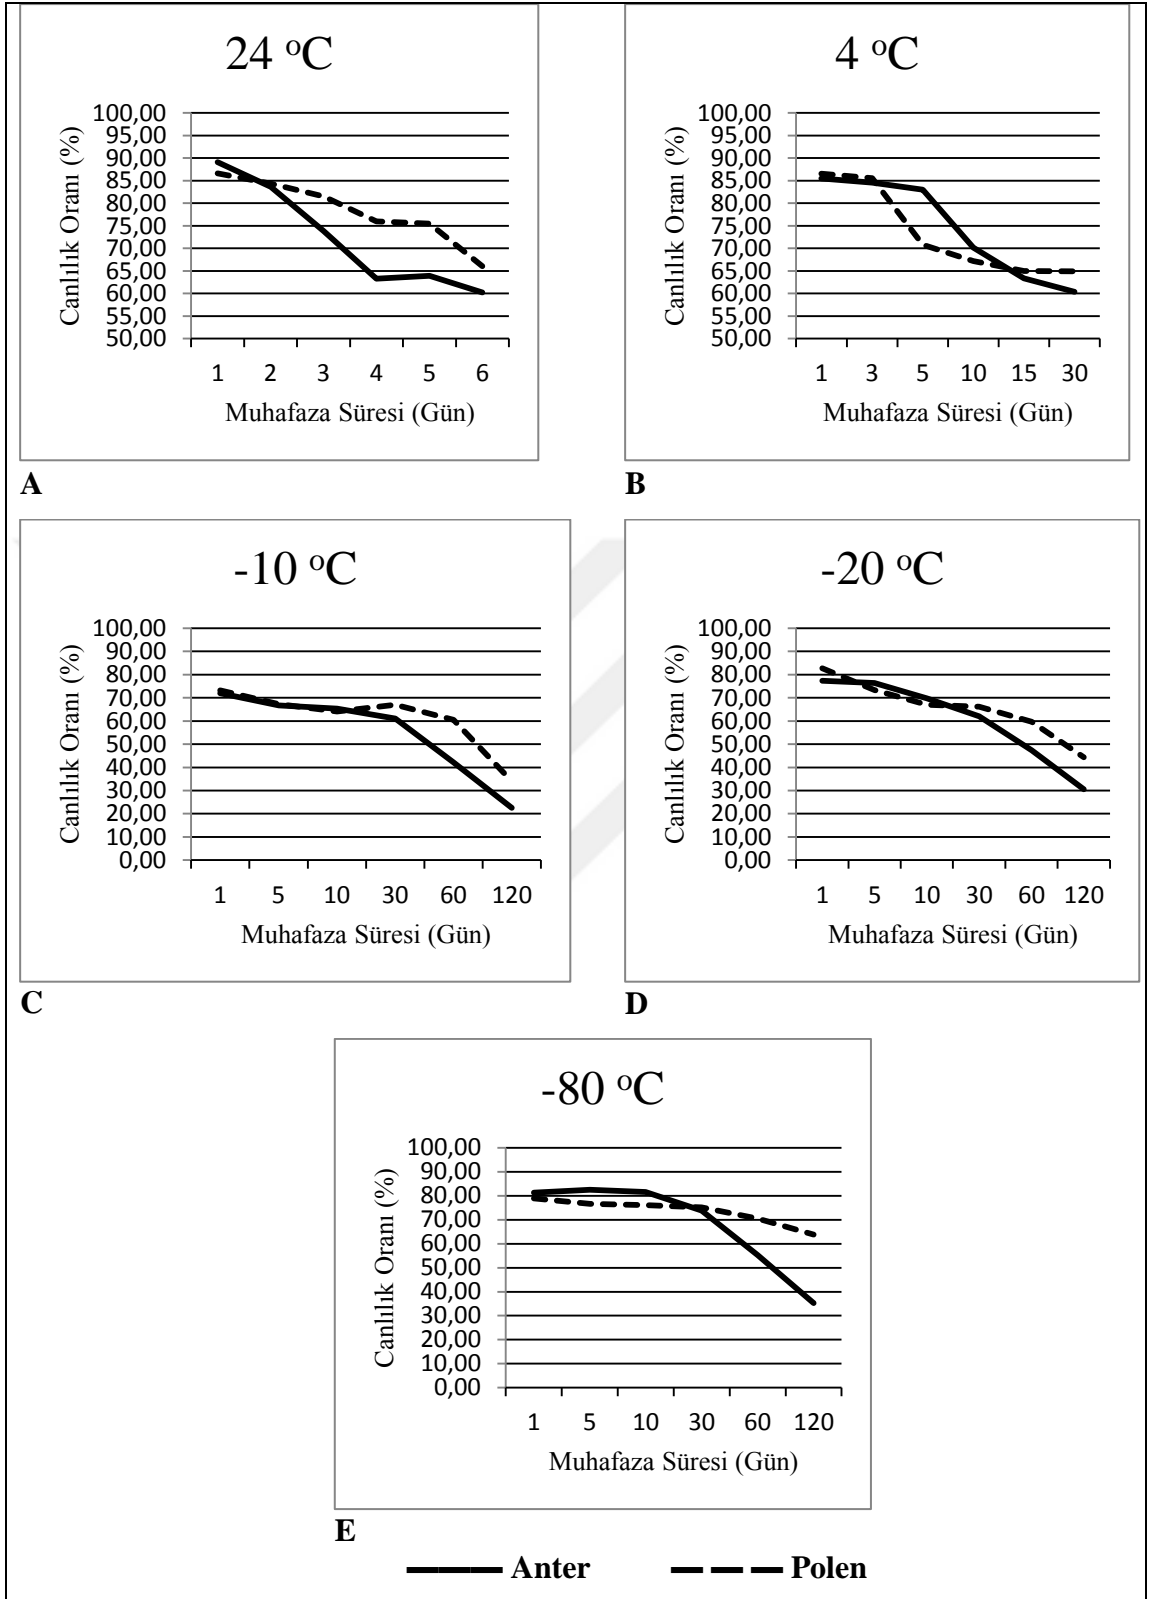 24 ºC
Canlılık Oranı (%)
100,00
95,00
90,00
85,00
80,00
75,00
70,00
65,00
60,00
55,00
50,00
1 2 3 4 5 6
Muhafaza Süresi (Gün)
A
4 ºC
Canlılık Oranı (%)
100,00
95,00
90,00
85,00
80,00
75,00
70,00
65,00
60,00
55,00
50,00
1 3 5 10 15 30
Muhafaza Süresi (Gün)
B
-10 ºC
Canlılık Oranı (%)
100,00
90,00
80,00
70,00
60,00
50,00
40,00
30,00
20,00
10,00
0,00
1 5 10 30 60 120
Muhafaza Süresi (Gün)
C
-20 ºC
Canlılık Oranı (%)
100,00
90,00
80,00
70,00
60,00
50,00
40,00
30,00
20,00
10,00
0,00
1 5 10 30 60 120
Muhafaza Süresi (Gün)
D
-80 ºC
Canlılık Oranı (%)
100,00
90,00
80,00
70,00
60,00
50,00
40,00
30,00
20,00
10,00
0,00
1 5 10 30 60 120
Muhafaza Süresi (Gün)
E
Anter Polen